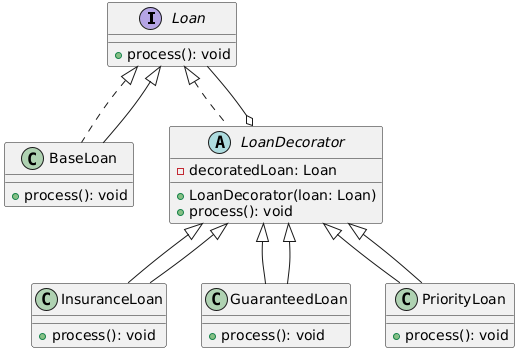 I Loan
process(): void
C BaseLoan
process(): void
A LoanDecorator
decoratedLoan: Loan
LoanDecorator(loan: Loan)
process(): void
C InsuranceLoan
process(): void
C GuaranteedLoan
process(): void
C PriorityLoan
process(): void